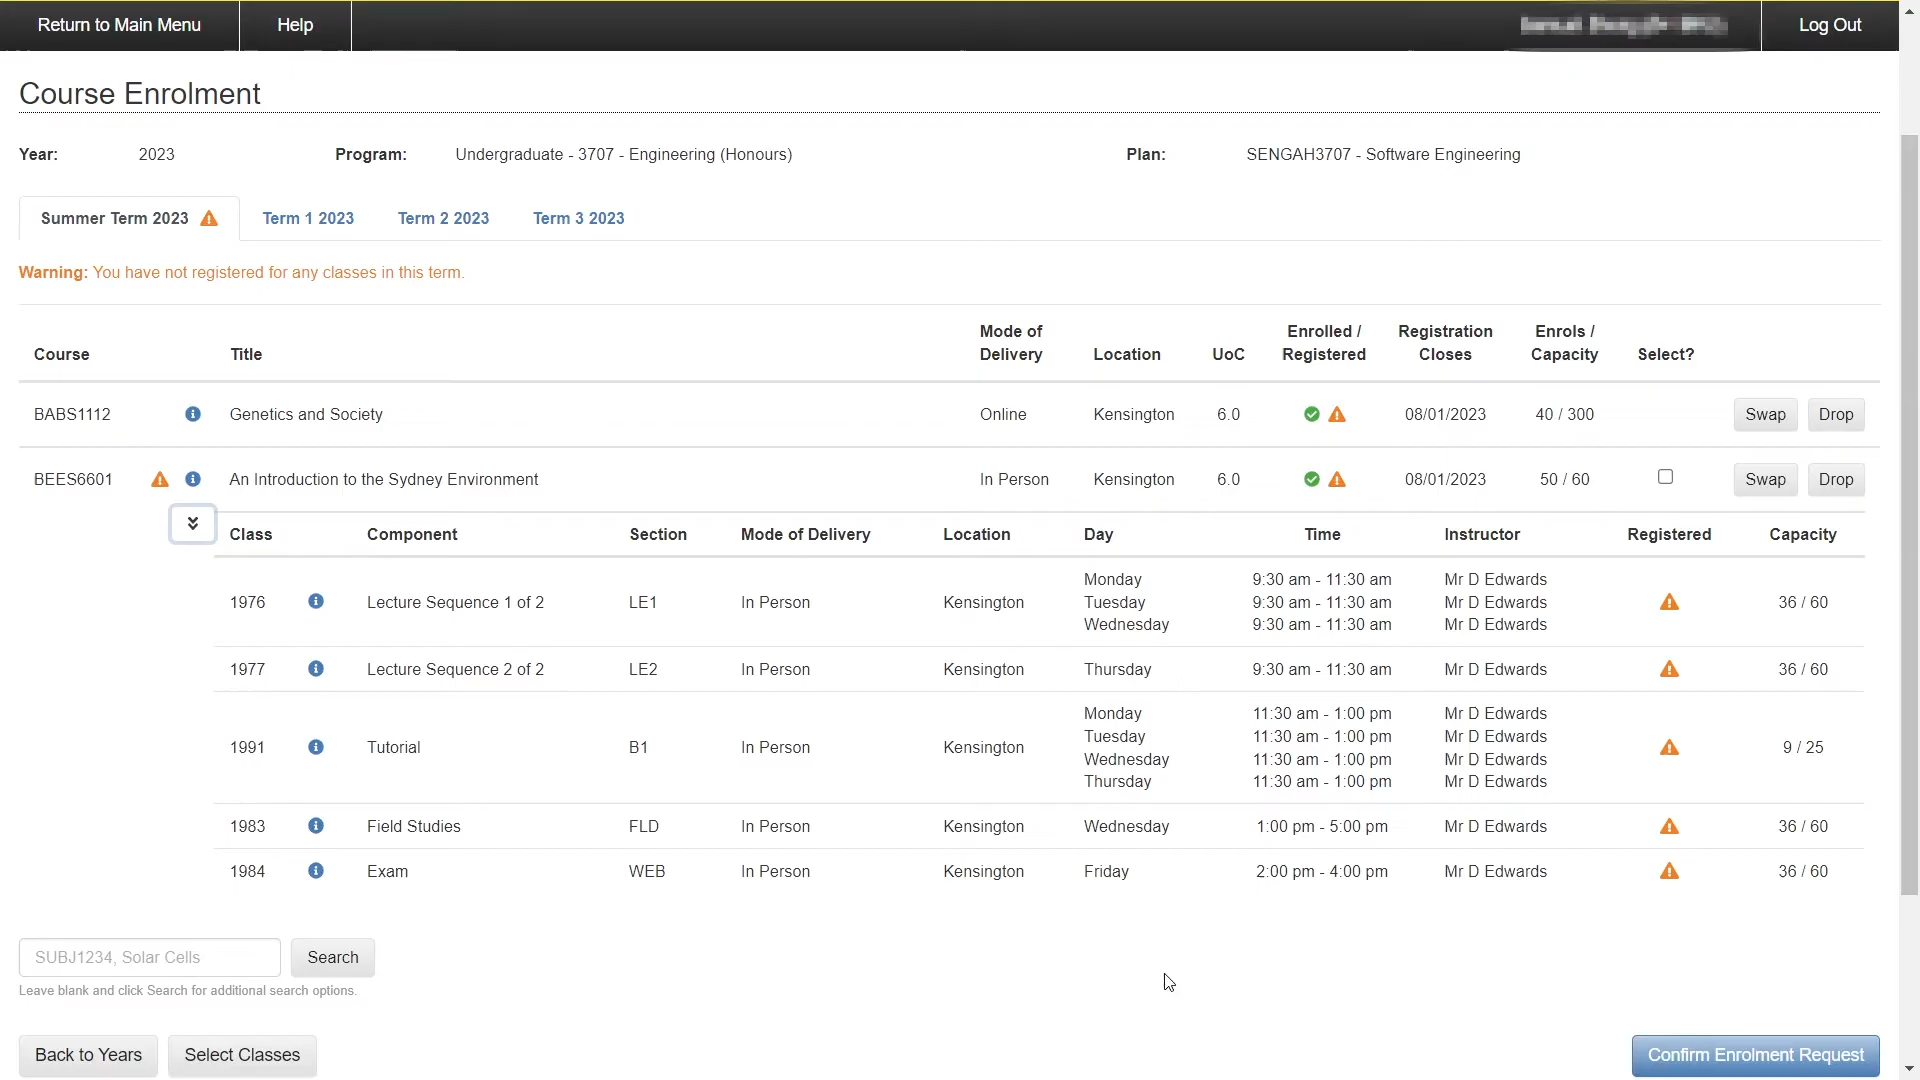 Return to Main Menu Help Log Out
Course Enrolment
Year: 2023 Program: Undergraduate - 3707 - Engineering (Honours) Plan: SENGAH3707 - Software Engineering
Summer Term 2023 Term 1 2023 Term 2 2023 Term 3 2023
Warning: You have not registered for any classes in this term.
Course Title Mode of Delivery Location UoC Enrolled / Registered Registration Closes Enrols / Capacity Select?
BABS1112 Genetics and Society Online Kensington 6.0 08/01/2023 40 / 300 Swap Drop
BEES6601 An Introduction to the Sydney Environment In Person Kensington 6.0 08/01/2023 50 / 60 Swap Drop
Class Component Section Mode of Delivery Location Day Time Instructor Registered Capacity
Monday 9:30 am - 11:30 am Mr D Edwards
1976 Lecture Sequence 1 of 2 LE1 In Person Kensington Tuesday 9:30 am - 11:30 am Mr D Edwards 36 / 60
Wednesday 9:30 am - 11:30 am Mr D Edwards
1977 Lecture Sequence 2 of 2 LE2 In Person Kensington Thursday 9:30 am - 11:30 am Mr D Edwards 36 / 60
Monday 11:30 am - 1:00 pm Mr D Edwards
Tuesday 11:30 am - 1:00 pm Mr D Edwards
1991 Tutorial B1 In Person Kensington Wednesday 11:30 am - 1:00 pm Mr D Edwards 9 / 25
Thursday 11:30 am - 1:00 pm Mr D Edwards
1983 Field Studies FLD In Person Kensington Wednesday 1:00 pm - 5:00 pm Mr D Edwards 36 / 60
1984 Exam WEB In Person Kensington Friday 2:00 pm - 4:00 pm Mr D Edwards 36 / 60
SUBJ1234, Solar Cells Search
Leave blank and click Search for additional search options.
Back to Years Select Classes Confirm Enrolment Request